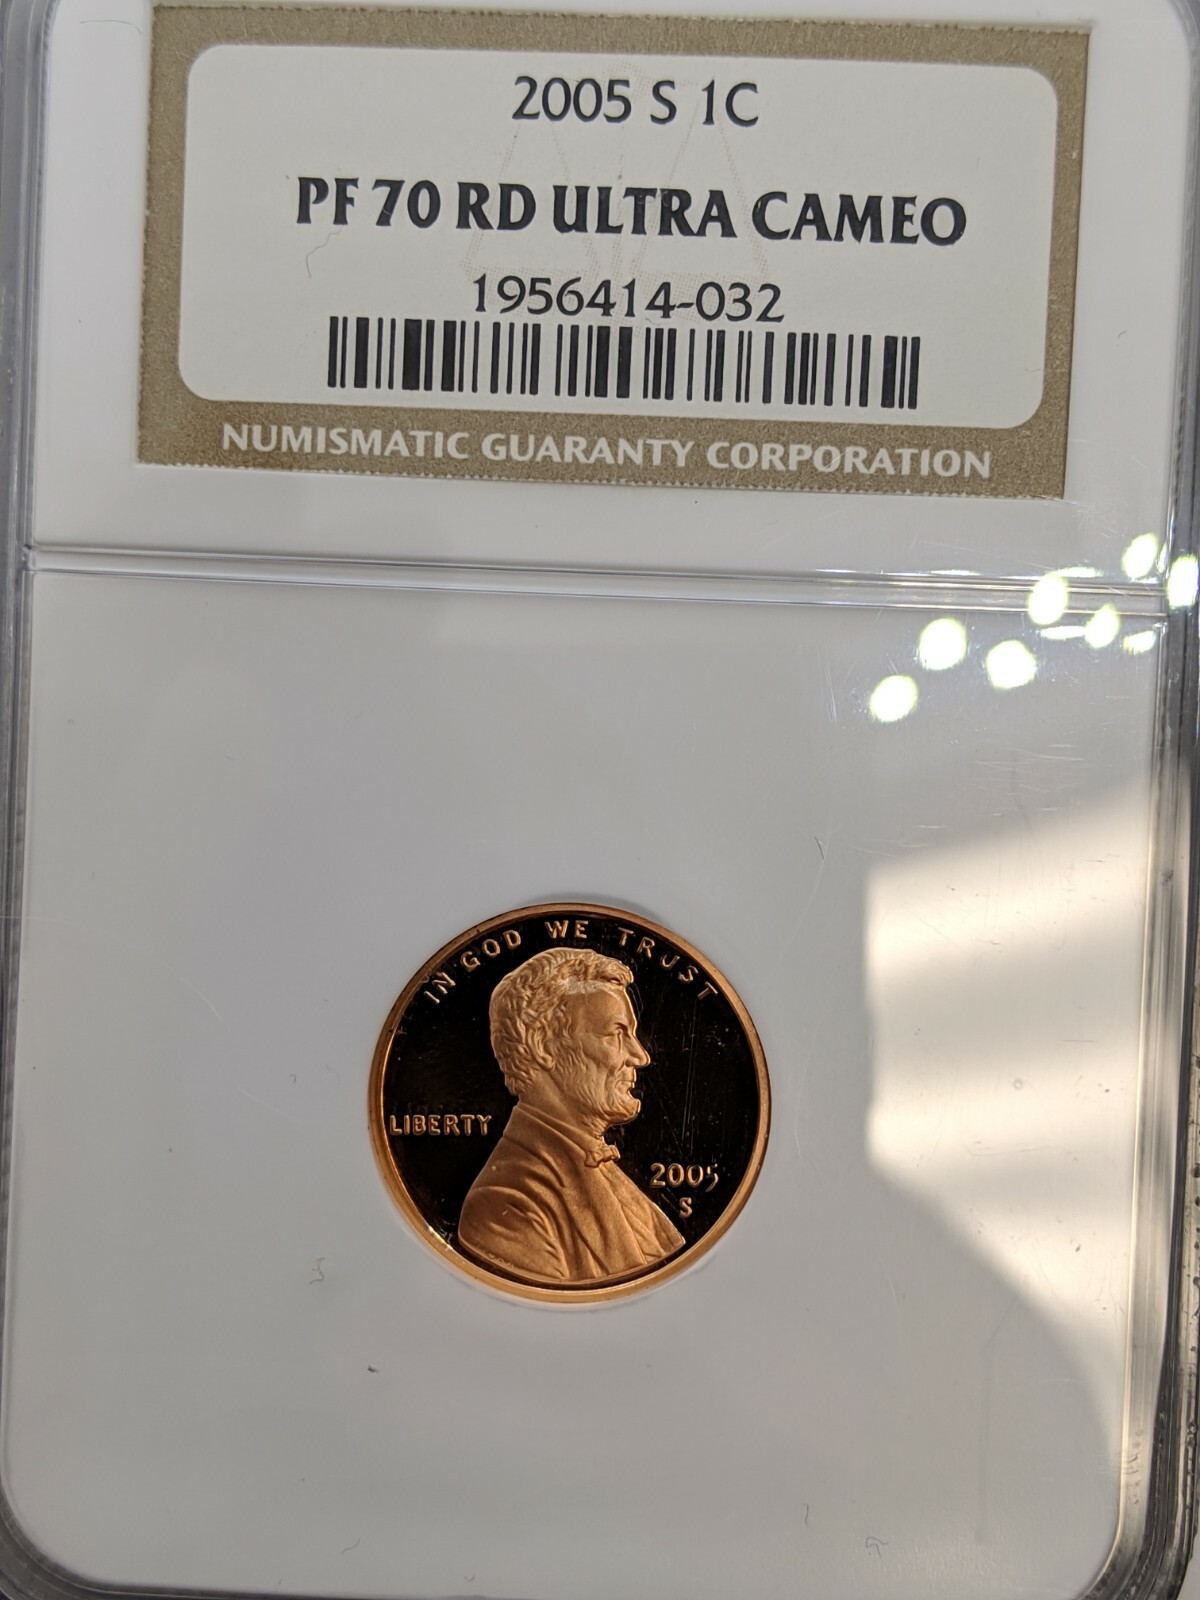 2005 S 1C
PF 70 RD ULTRA CAMEO
1956414-032
NUMISMATIC GUARANTY CORPORATION
IN GOD WE TRUST
LIBERTY
2005
S